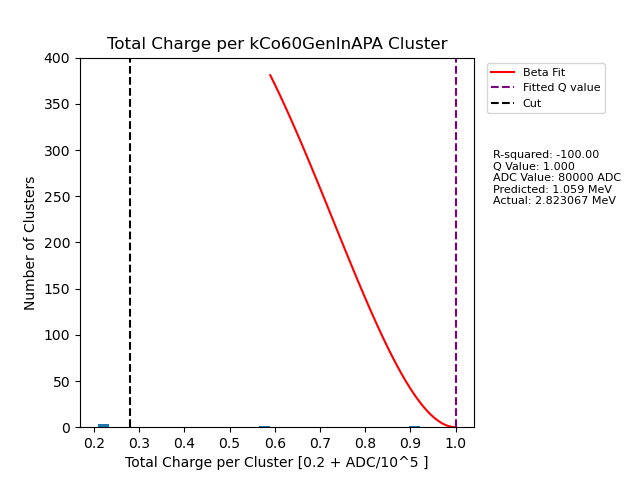 Total Charge per kCo60GenInAPA Cluster
Number of Clusters
400
350
300
250
200
150
100
50
0
0.2 0.3 0.4 0.5 0.6 0.7 0.8 0.9 1.0
Total Charge per Cluster [0.2 + ADC/10^5 ]
Beta Fit
Fitted Q value
Cut
R-squared: -100.00
Q Value: 1.000
ADC Value: 80000 ADC
Predicted: 1.059 MeV
Actual: 2.823067 MeV